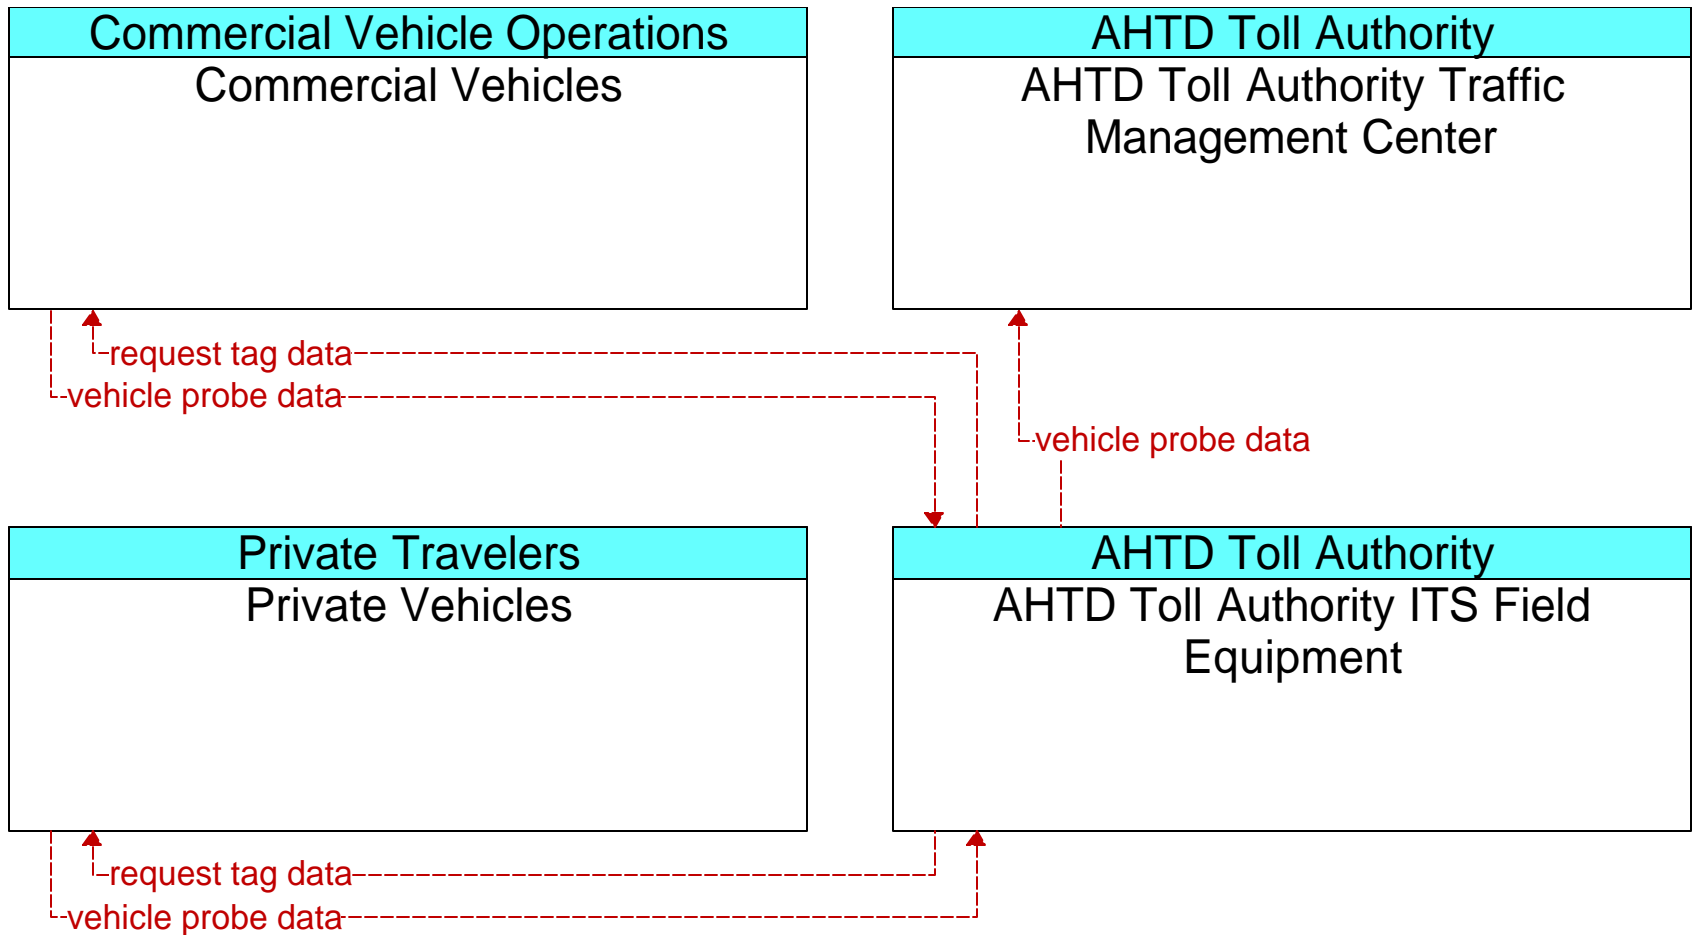 Commercial Vehicle Operations
Commercial Vehicles
AHTD Toll Authority
AHTD Toll Authority Traffic
Management Center
request tag data
vehicle probe data
vehicle probe data
Private Travelers
Private Vehicles
AHTD Toll Authority
AHTD Toll Authority ITS Field
Equipment
request tag data
vehicle probe data